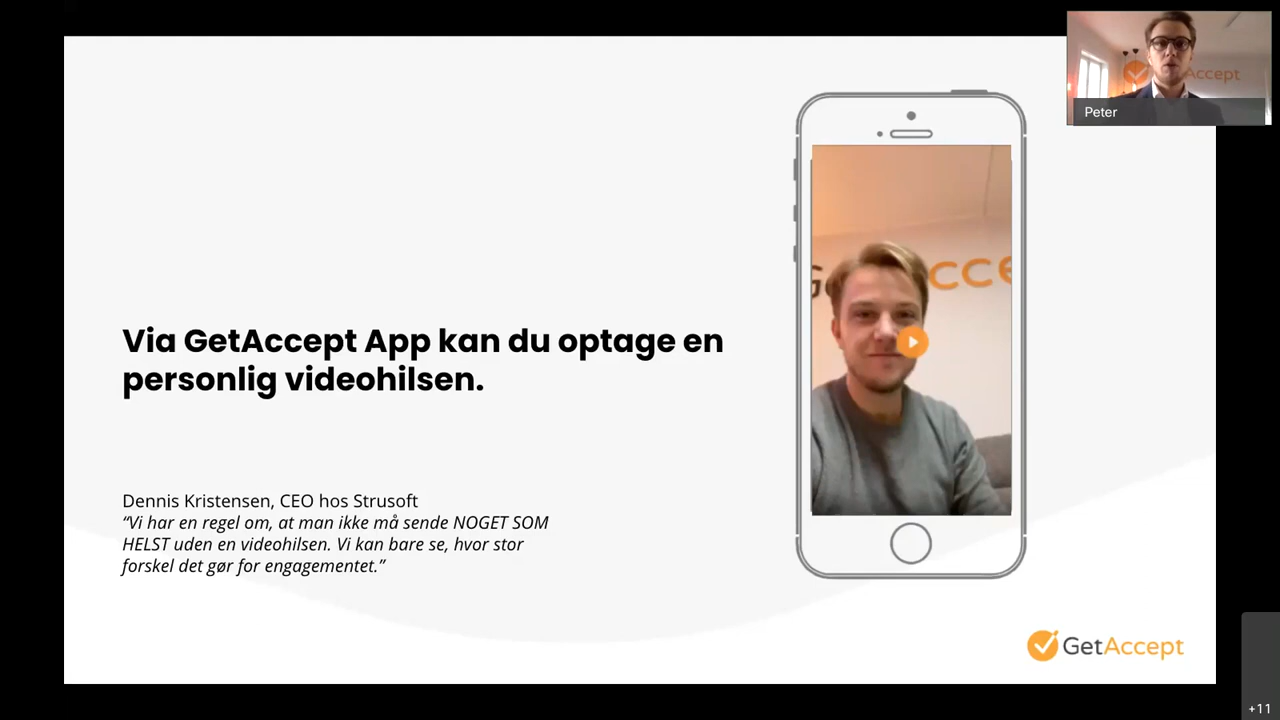 Accept
Peter
G CCE
Via GetAccept App kan du optage en
personlig videohilsen.
Dennis Kristensen, CEO hos Strusoft
“Vi har en regel om, at man ikke må sende NOGET SOM
HELST uden en videohilsen. Vi kan bare se, hvor stor
forskel det gør for engagementet.”
GetAccept
+11